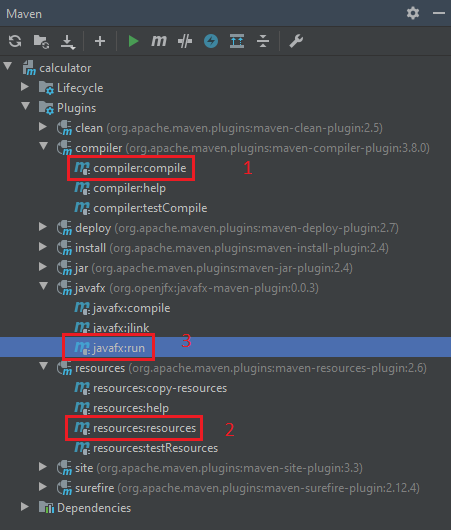 Maven
calculator
Lifecycle
Plugins
clean (org.apache.maven.plugins:maven-clean-plugin:2.5)
compiler (org.apache.maven.plugins:maven-compiler-plugin:3.8.0)
compiler:compile 1
compiler:help
compiler:testCompile
deploy (org.apache.maven.plugins:maven-deploy-plugin:2.7)
install (org.apache.maven.plugins:maven-install-plugin:2.4)
jar (org.apache.maven.plugins:maven-jar-plugin:2.4)
javafx (org.openjfx:javafx-maven-plugin:0.0.3)
javafx:compile
javafx:jlink
javafx:run 3
resources (org.apache.maven.plugins:maven-resources-plugin:2.6)
resources:copy-resources
resources:help
resources:resources 2
resources:testResources
site (org.apache.maven.plugins:maven-site-plugin:3.3)
surefire (org.apache.maven.plugins:maven-surefire-plugin:2.12.4)
Dependencies